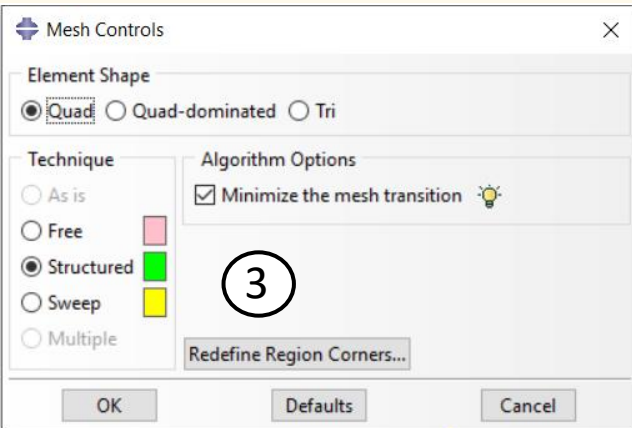 Mesh Controls
Element Shape
Quad Quad-dominated Tri
Technique
As is
Free
Structured
Sweep
Multiple
Algorithm Options
Minimize the mesh transition
3
Redefine Region Corners...
OK Defaults Cancel